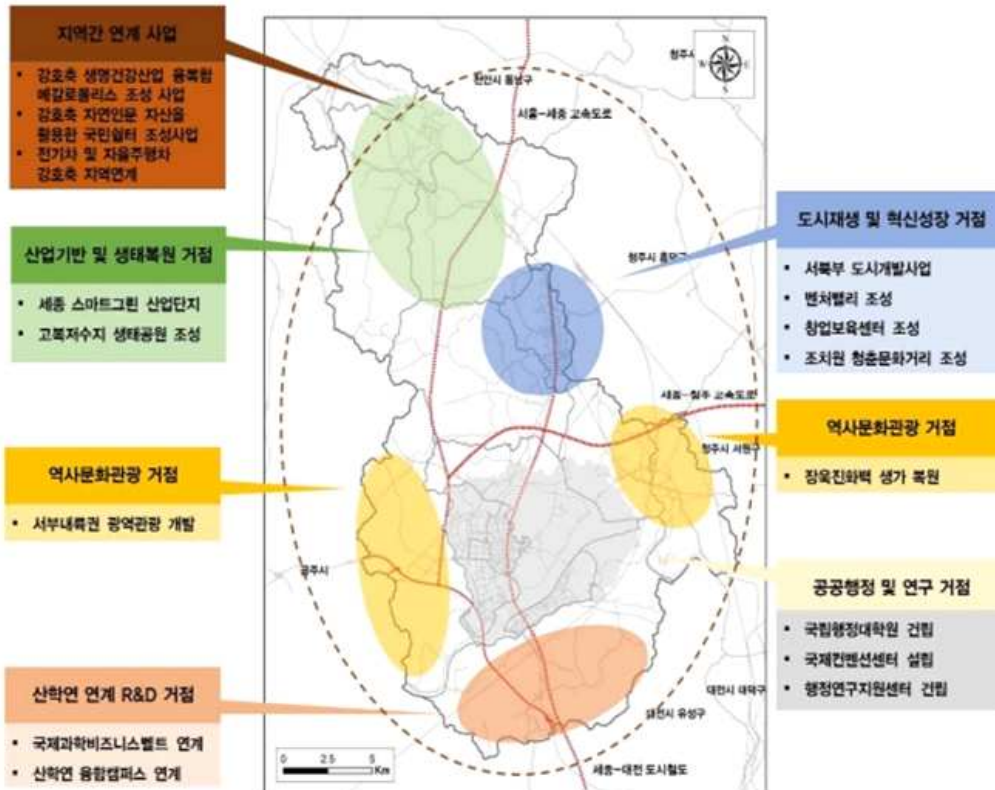 지역간 연계 사업
▪ 강호축 생명건강산업 융복합
메갈로폴리스 조성 사업
▪ 강호축 자연인문 자산을
활용한 국민쉼터 조성사업
▪ 전기차 및 자율주행차
강호축 지역연계
산업기반 및 생태복원 거점
▪ 세종 스마트그린 산업단지
▪ 고복저수지 생태공원 조성
역사문화관광 거점
▪ 서부내륙권 광역관광 개발
산학연 연계 R&D 거점
▪ 국제과학비즈니스벨트 연계
▪ 산학연 융합캠퍼스 연계
천안시 동남구
서울-세종 고속도로
청주시
N
W
E
S
청주시 흥덕구
세종-청주 고속도로
청주시 서원구
공주시
대전시 대덕구
대전시 유성구
세종-대전 도시철도
0 2.5 5
Km
도시재생 및 혁신성장 거점
▪ 서북부 도시개발사업
▪ 벤처밸리 조성
▪ 창업보육센터 조성
▪ 조치원 청춘문화거리 조성
역사문화관광 거점
▪ 장욱진화백 생가 복원
공공행정 및 연구 거점
▪ 국립행정대학원 건립
▪ 국제컨벤션센터 설립
▪ 행정연구지원센터 건립